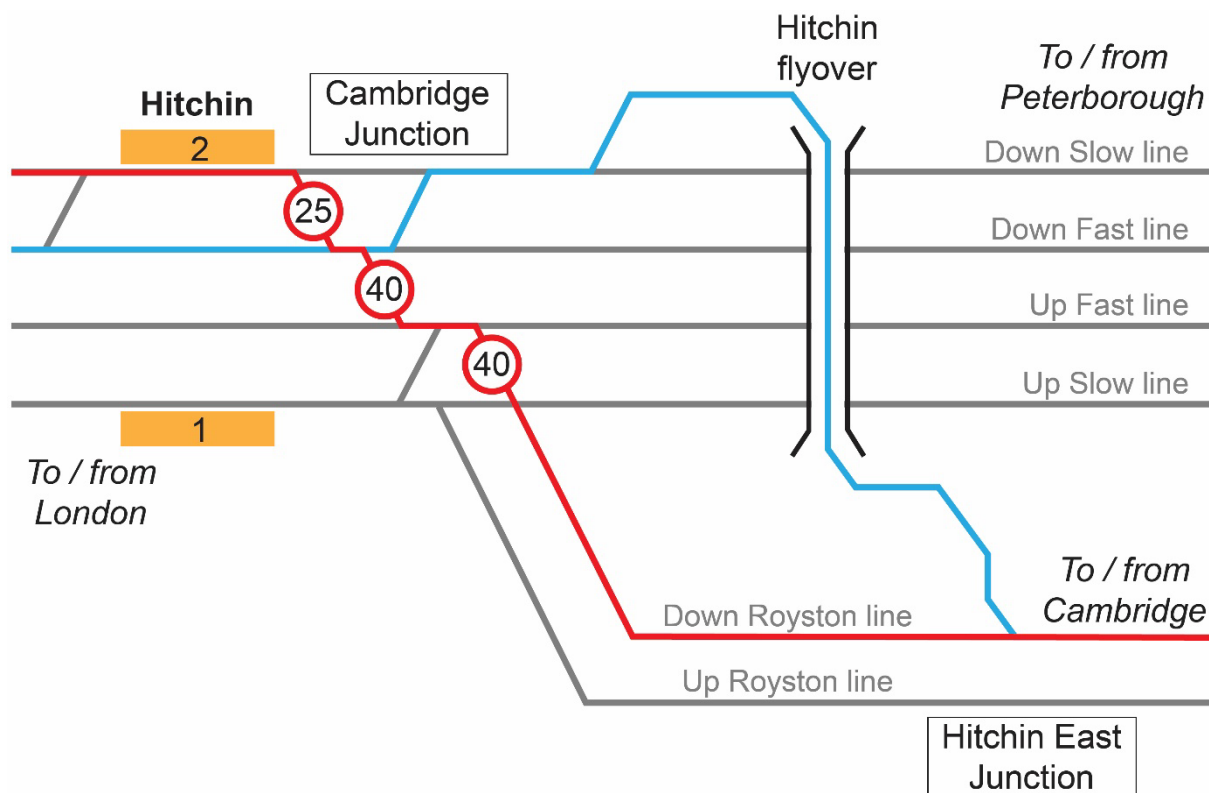 Hitchin
flyover
To / from
Peterborough
Hitchin
Cambridge
Junction
2
Down Slow line
25
Down Fast line
40
Up Fast line
40
Up Slow line
1
To / from
London
To / from
Cambridge
Down Royston line
Up Royston line
Hitchin East
Junction